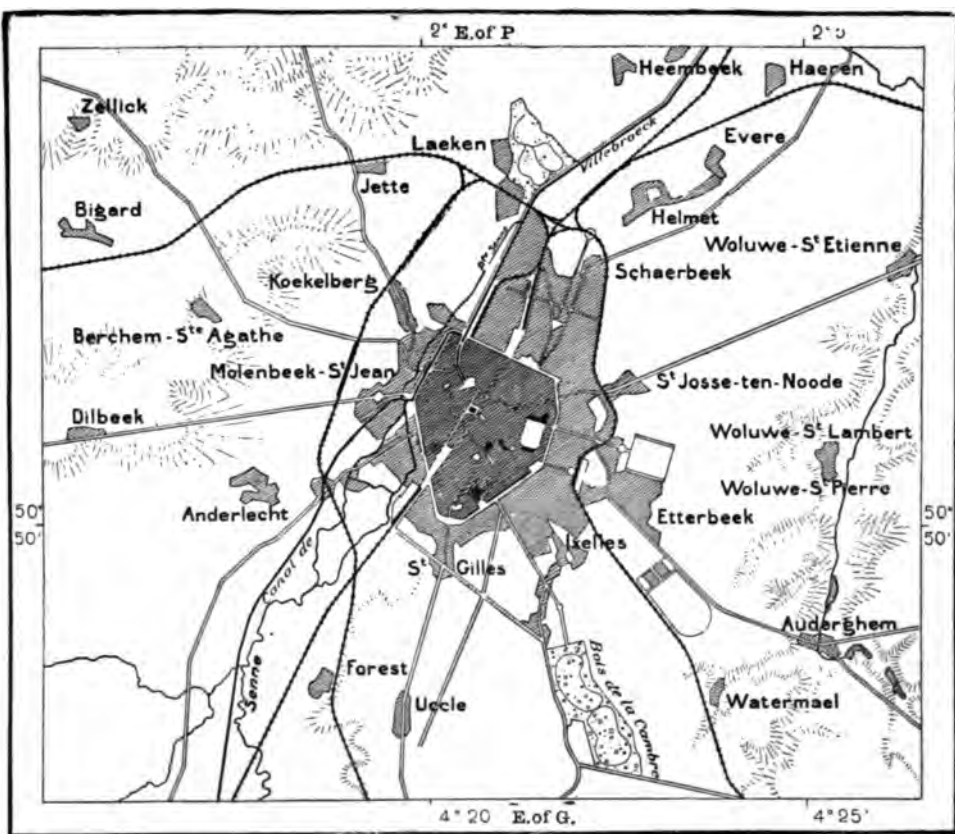 2° E. of P
2°5
Heembeek
Haeren
Zellick
Laeken
Villebroeck
Evere
Jette
Bigard
Helmet
Woluwe-St Etienne
Schaerbeek
Koekelberg
Berchem-Ste Agathe
Molenbeek-St Jean
St Josse-ten-Noode
Dilbeek
Woluwe-St Lambert
Woluwe-St Pierre
50°
50'
Anderlecht
Etterbeek
50°
50'
Ixelles
St Gilles
Canal de
Auderghem
Forest
Bois de la Cambre
Senne
Uccle
Watermael
4°20'
E. of G.
4°25'